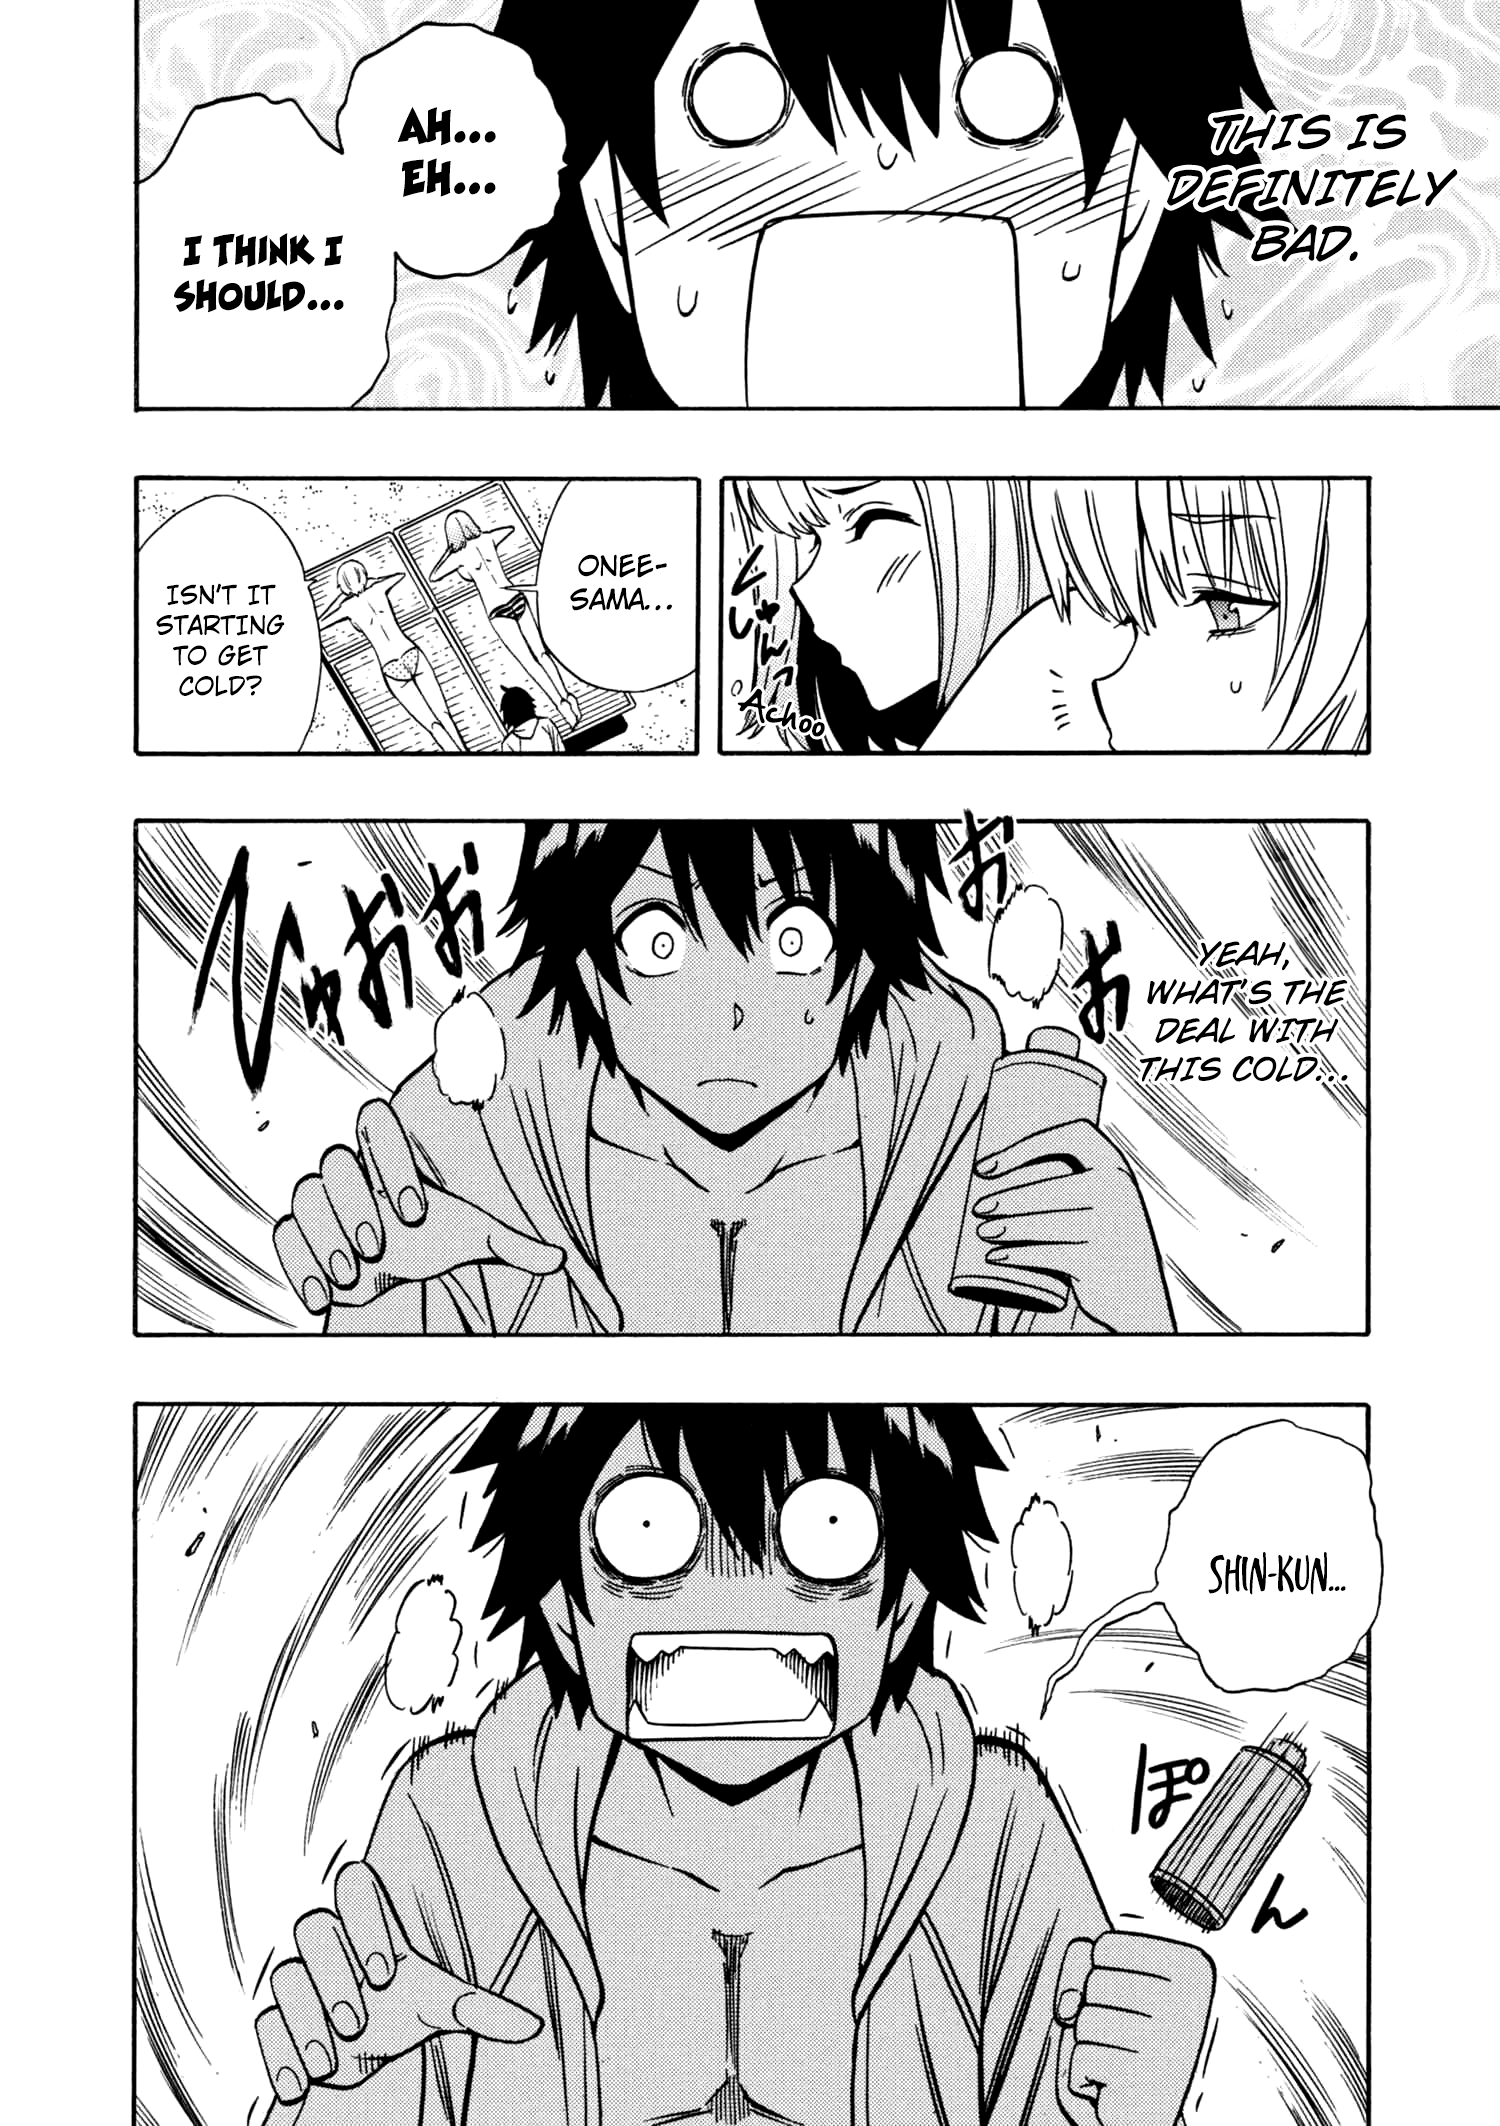 THIS IS
DEFINITELY
BAD.
AH...
EH...
I THINK I
SHOULD...
くしゅんっ
Achoo
ONEE-
SAMA...
ISN'T IT
STARTING
TO GET
COLD?
おお
YEAH,
WHAT'S THE
DEAL WITH
THIS COLD...
ひゅおお
SHIN-KUN...
ぽん